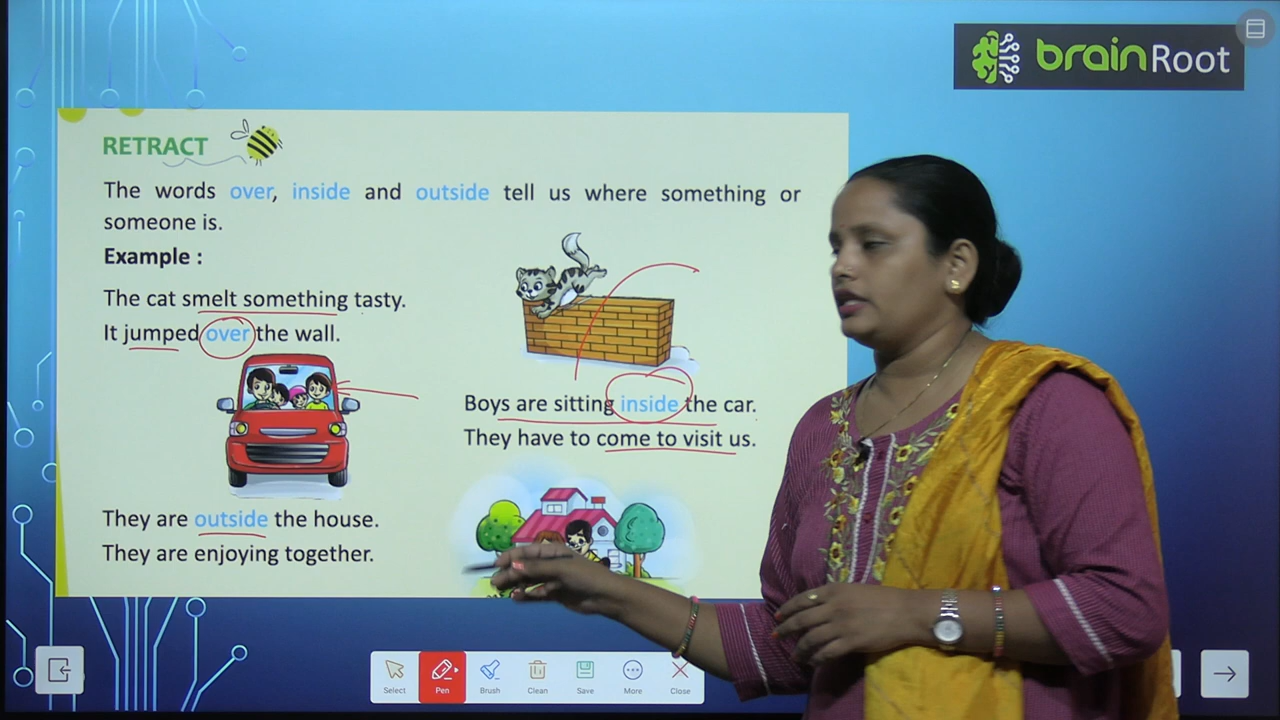 brainRoot
RETRACT
The words over, inside and outside tell us where something or
someone is.
Example :
The cat smelt something tasty.
It jumped over the wall.
Boys are sitting inside the car.
They have to come to visit us.
They are outside the house.
They are enjoying together.
Select Pen Brush Clean Save More Close